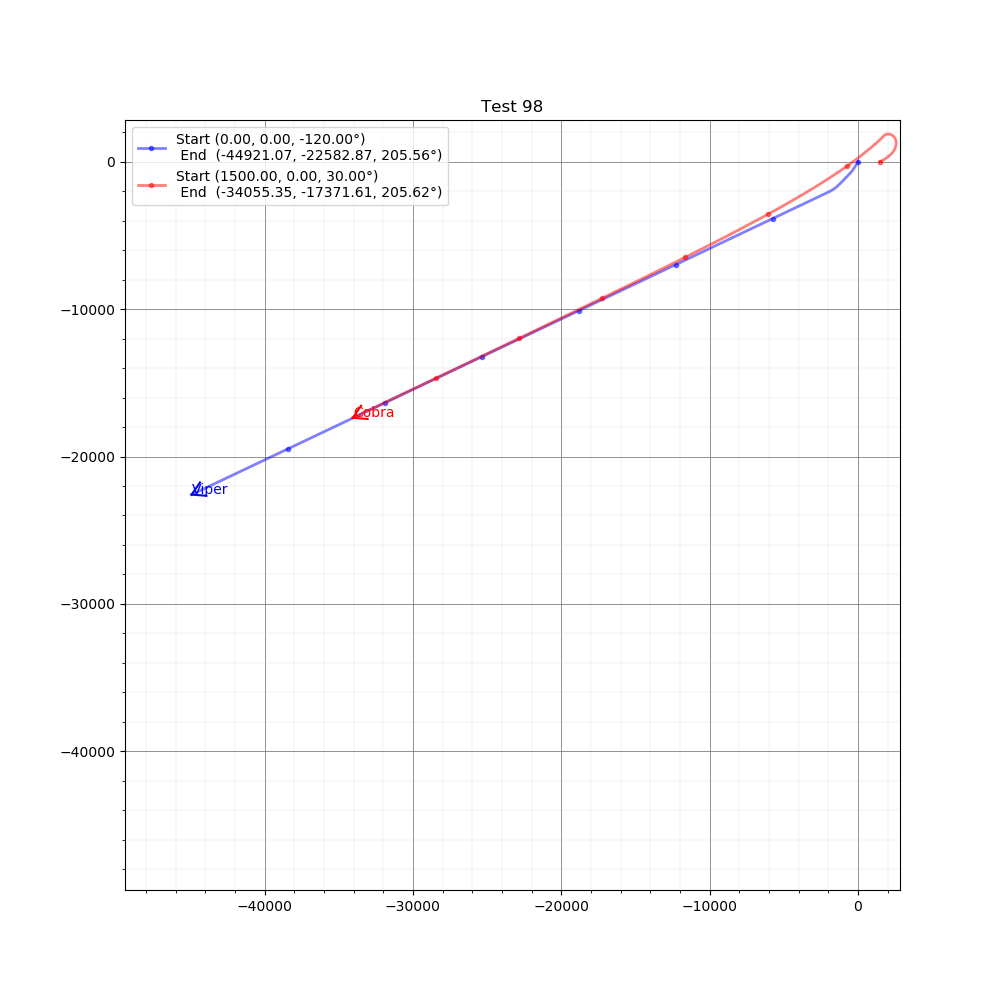 Test 98
Start (0.00, 0.00, -120.00°)
End  (-44921.07, -22582.87, 205.56°)
Start (1500.00, 0.00, 30.00°)
End  (-34055.35, -17371.61, 205.62°)
0
−10000
−20000
−30000
−40000
Cobra
Viper
−40000
−30000
−20000
−10000
0